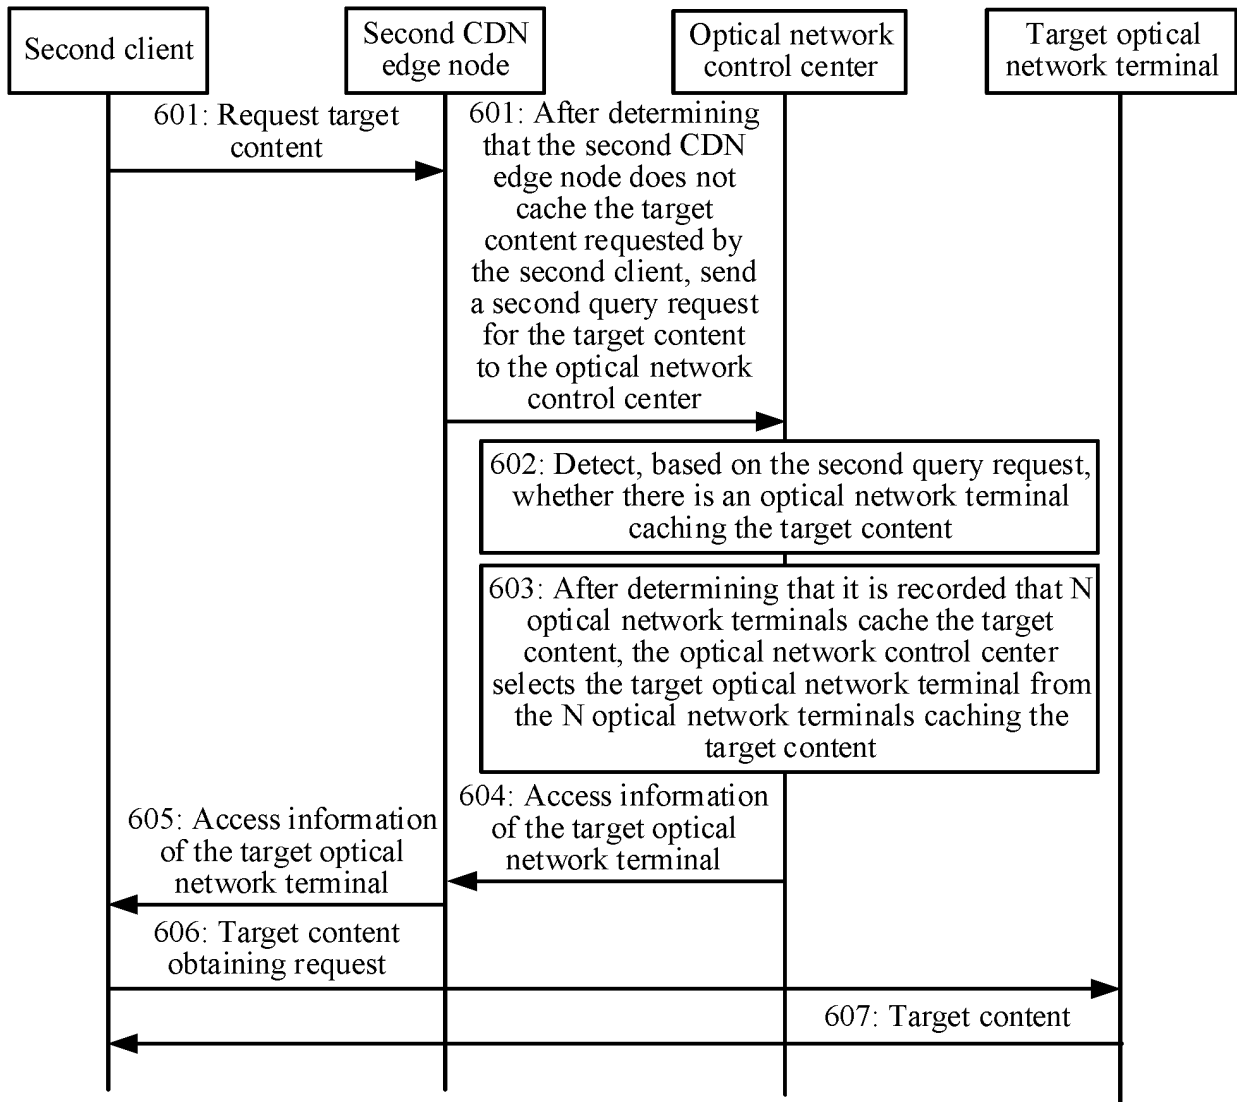 Second client
Second CDN
edge node
Optical network
control center
Target optical
network terminal
601: Request target
content
601: After determining
that the second CDN
edge node does not
cache the target
content requested by
the second client, send
a second query request
for the target content
to the optical network
control center
602: Detect, based on the second query request,
whether there is an optical network terminal
caching the target content
603: After determining that it is recorded that N
optical network terminals cache the target
content, the optical network control center
selects the target optical network terminal from
the N optical network terminals caching the
target content
604: Access information
of the target optical
network terminal
605: Access information
of the target optical
network terminal
606: Target content
obtaining request
607: Target content